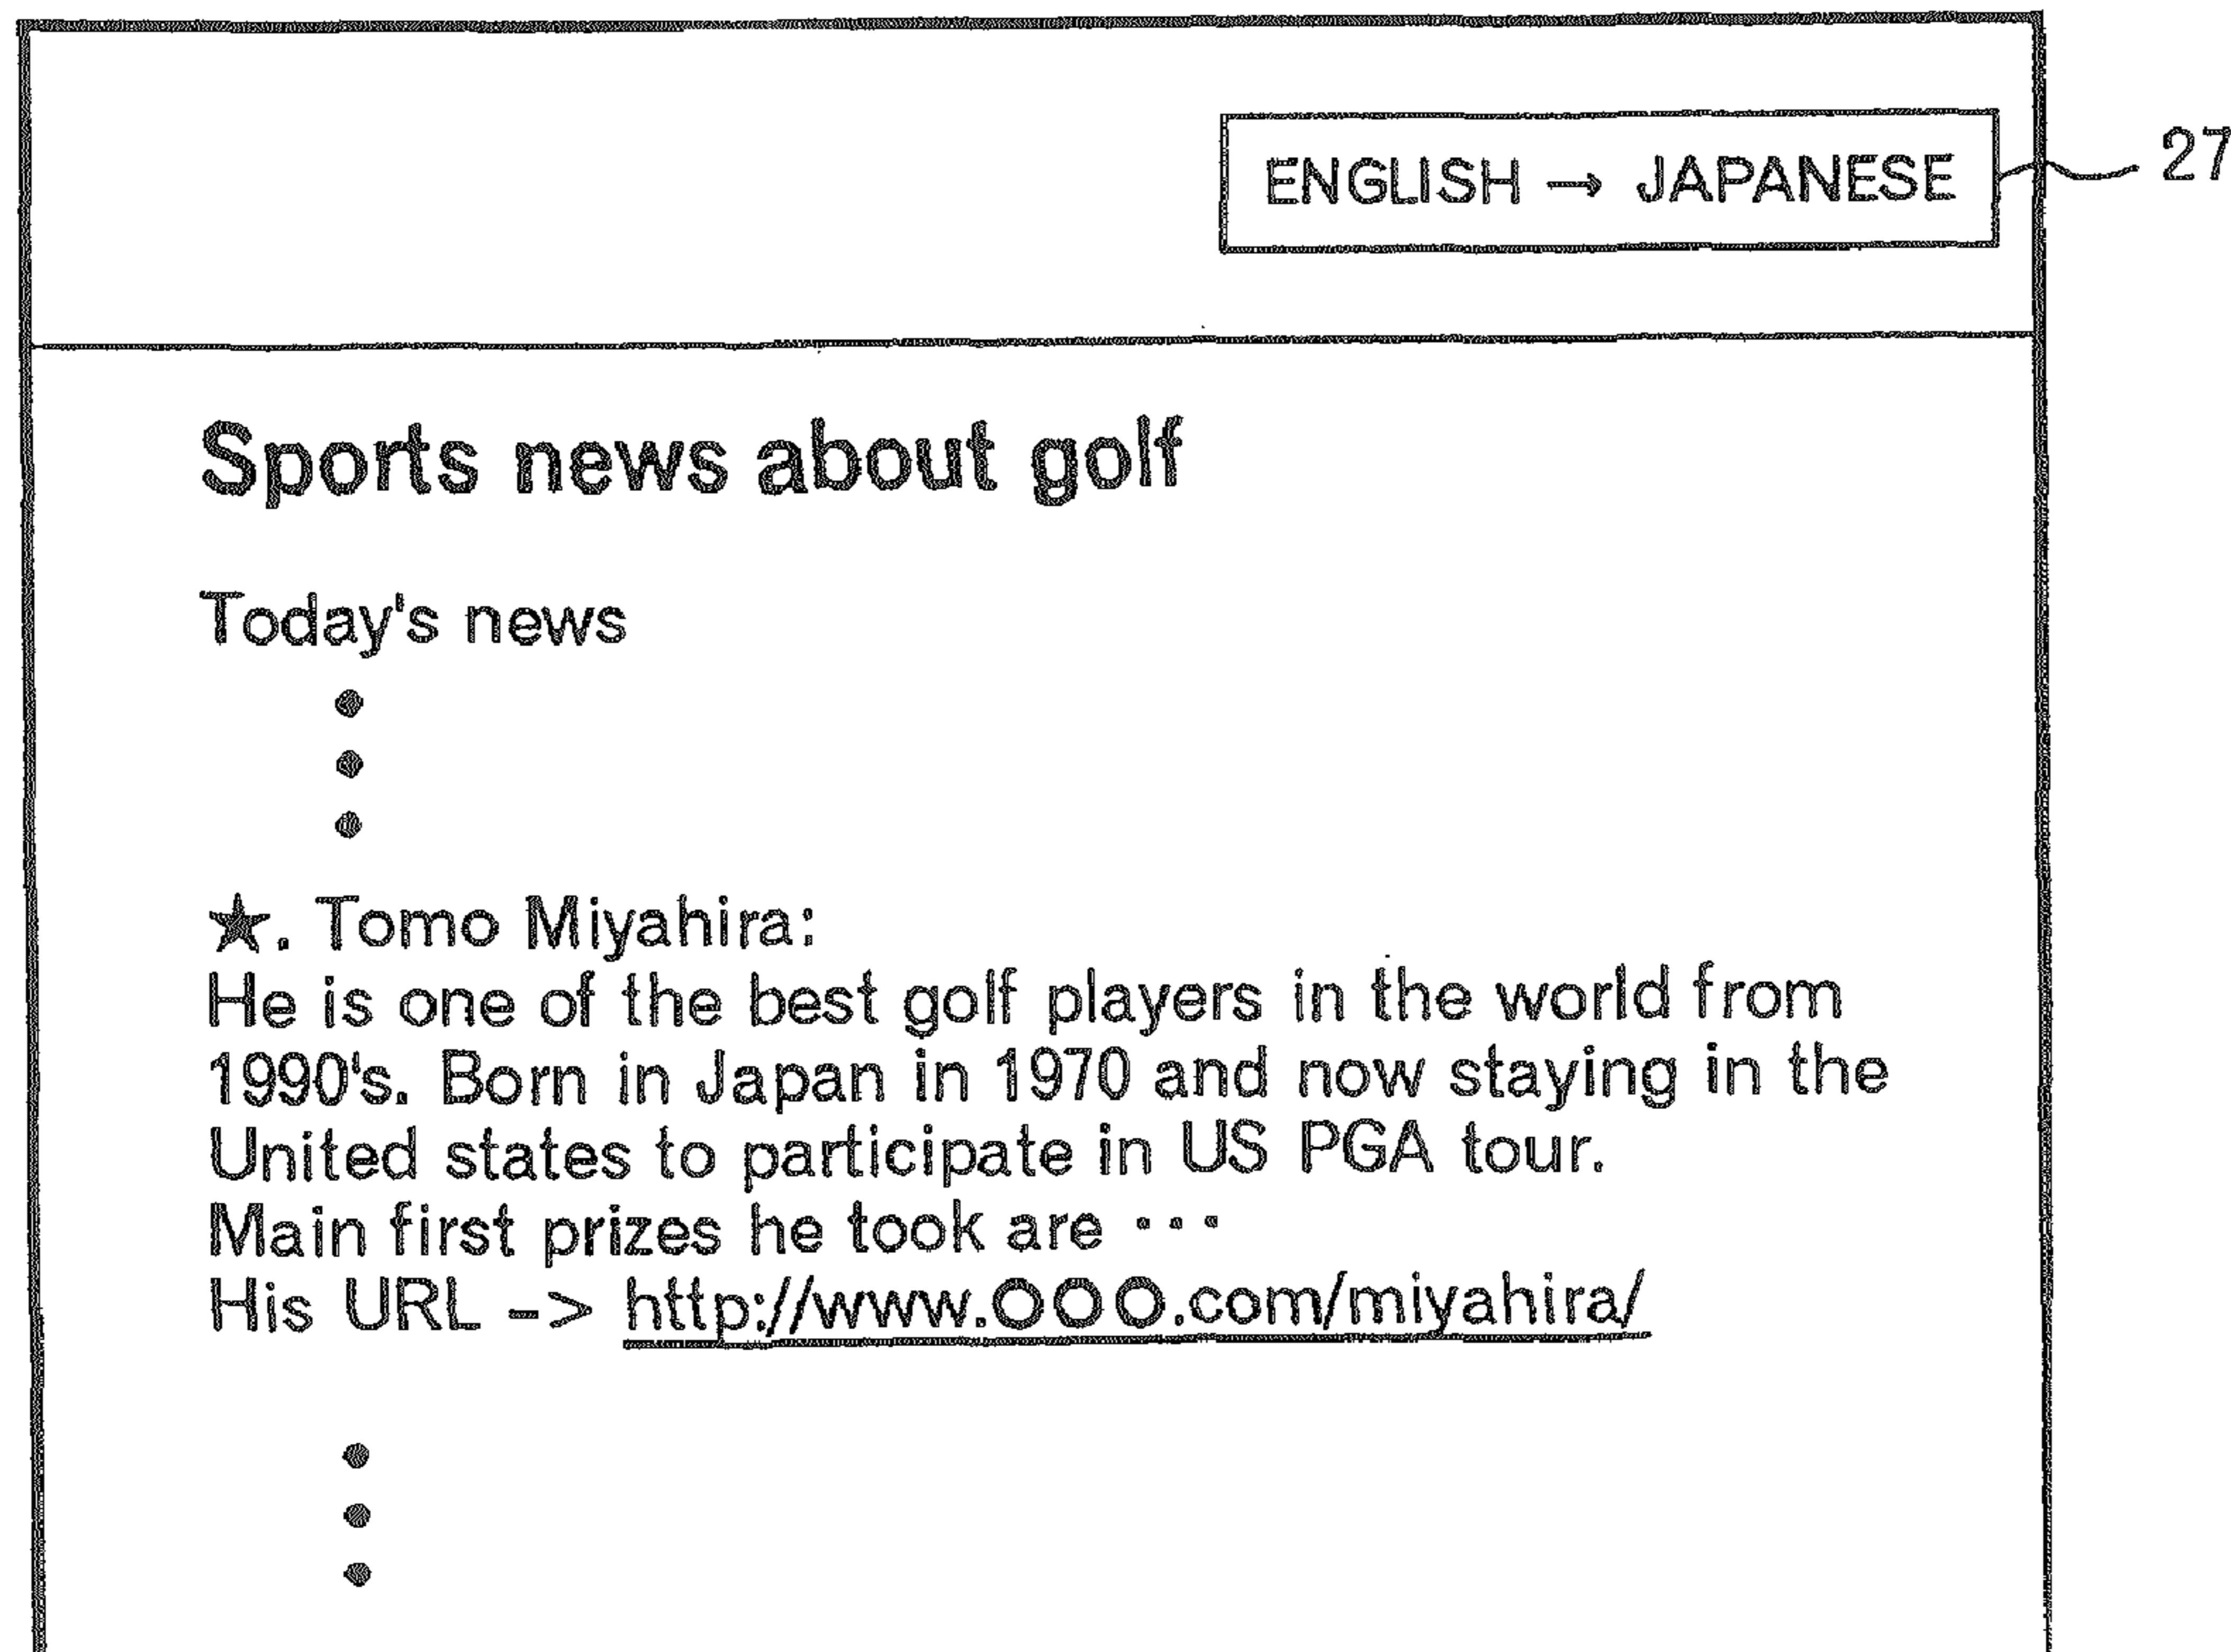 ENGLISH → JAPANESE
27
Sports news about golf
Today's news
•
•
•
★. Tomo Miyahira:
He is one of the best golf players in the world from
1990's. Born in Japan in 1970 and now staying in the
United states to participate in US PGA tour.
Main first prizes he took are ･･･
His URL -> http://www.OOO.com/miyahira/
•
•
•